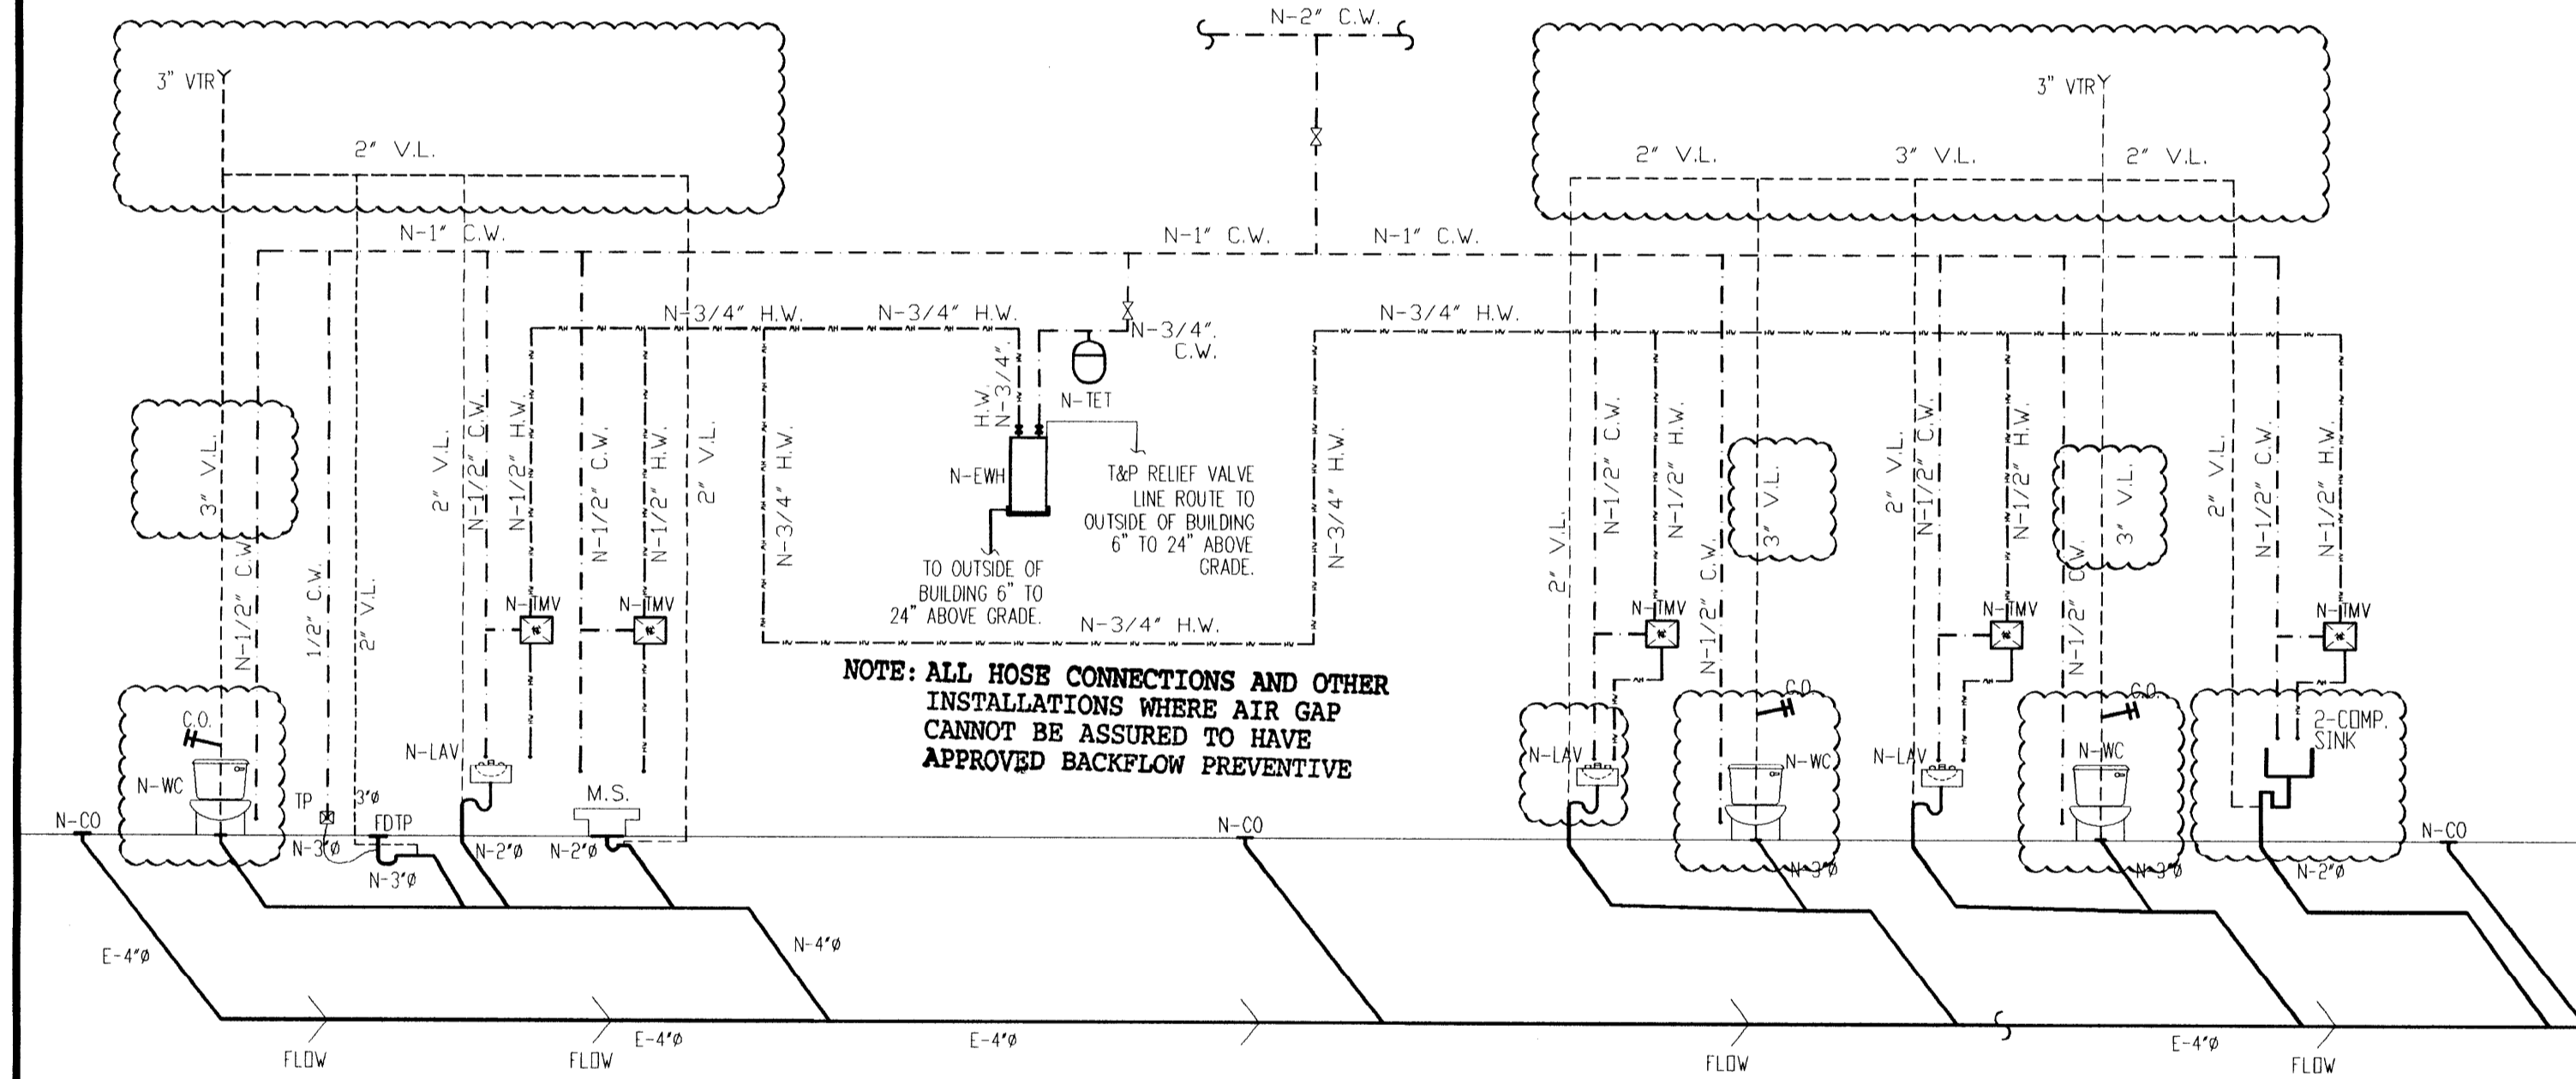 N-2" C.W.
3" VTR
3" VTR
2" V.L.
2" V.L.
3" V.L.
2" V.L.
N-1" C.W.
N-1" C.W.
N-1" C.W.
N-3/4" H.W.
N-3/4" H.W.
N-3/4" H.W.
N-3/4".
C.W.
H.W.
N-3/4".
N-TET
3" V.L.
N-1/2" C.W.
1/2" C.W.
2" V.L.
2" V.L.
N-1/2" C.W.
N-1/2" H.W.
N-1/2" C.W.
N-1/2" H.W.
2" V.L.
N-3/4" H.W.
N-EWH
T&P RELIEF VALVE
LINE ROUTE TO
OUTSIDE OF BUILDING
6" TO 24" ABOVE
GRADE.
TO OUTSIDE OF
BUILDING 6" TO
24" ABOVE GRADE.
N-3/4" H.W.
N-3/4" H.W.
2" V.L.
N-1/2" C.W.
N-1/2" H.W.
N-1/2" C.W.
3" V.L.
2" V.L.
N-1/2" C.W.
N-1/2" H.W.
N-1/2" C.W.
3" V.L.
2" V.L.
N-1/2" C.W.
N-1/2" H.W.
N-TMV
N-TMV
N-TMV
N-TMV
N-TMV
NOTE: ALL HOSE CONNECTIONS AND OTHER
INSTALLATIONS WHERE AIR GAP
CANNOT BE ASSURED TO HAVE
APPROVED BACKFLOW PREVENTIVE
C.O.
N-WC
TP
3"Ø
FDTP
N-LAV
M.S.
N-LAV
C.O.
N-WC
N-LAV
C.O.
N-WC
2-COMP.
SINK
N-CO
N-3"Ø
N-3"Ø
N-2"Ø
N-2"Ø
N-CO
N-3"Ø
N-3"Ø
N-2"Ø
N-CO
E-4"Ø
N-4"Ø
FLOW
FLOW
E-4"Ø
E-4"Ø
FLOW
E-4"Ø
FLOW